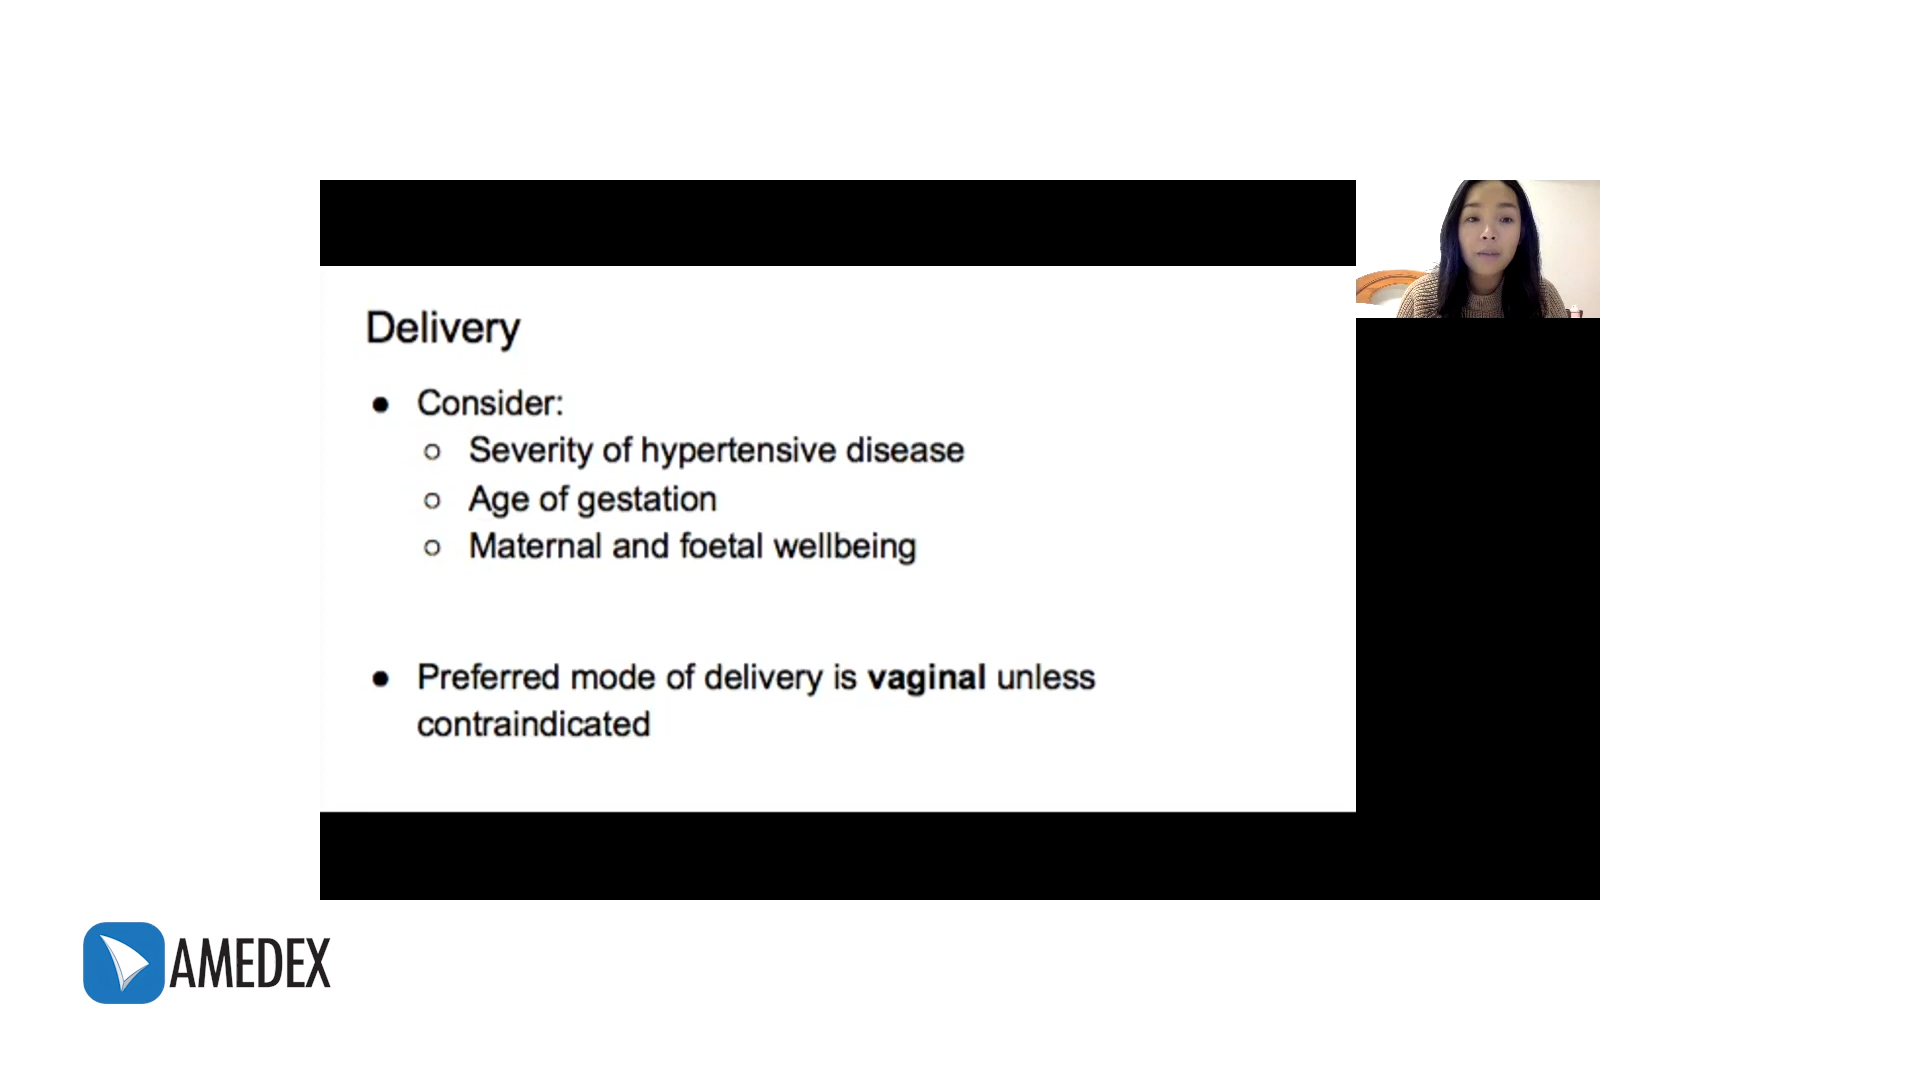 Delivery
● Consider:
○ Severity of hypertensive disease
○ Age of gestation
○ Maternal and foetal wellbeing
● Preferred mode of delivery is vaginal unless
contraindicated
AMEDEX